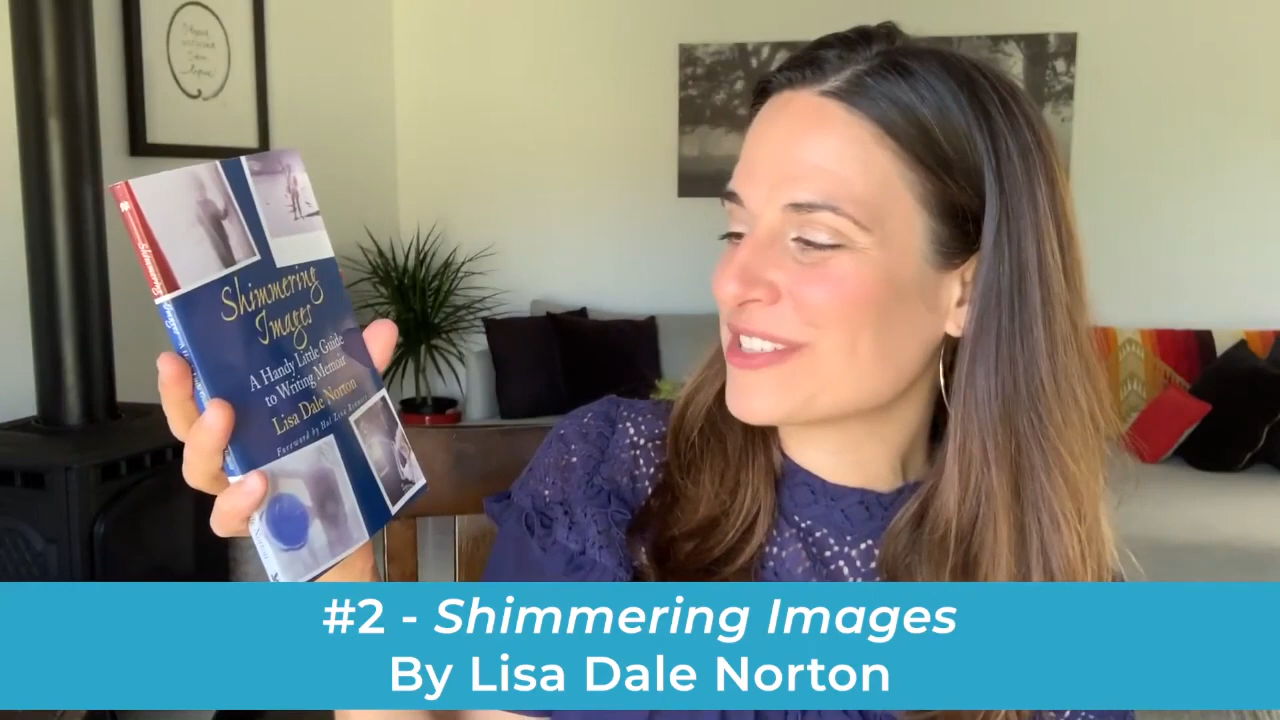 Shimmering
Images
A Handy Little Guide
to Writing Memoir
Lisa Dale Norton
#2 - Shimmering Images
By Lisa Dale Norton